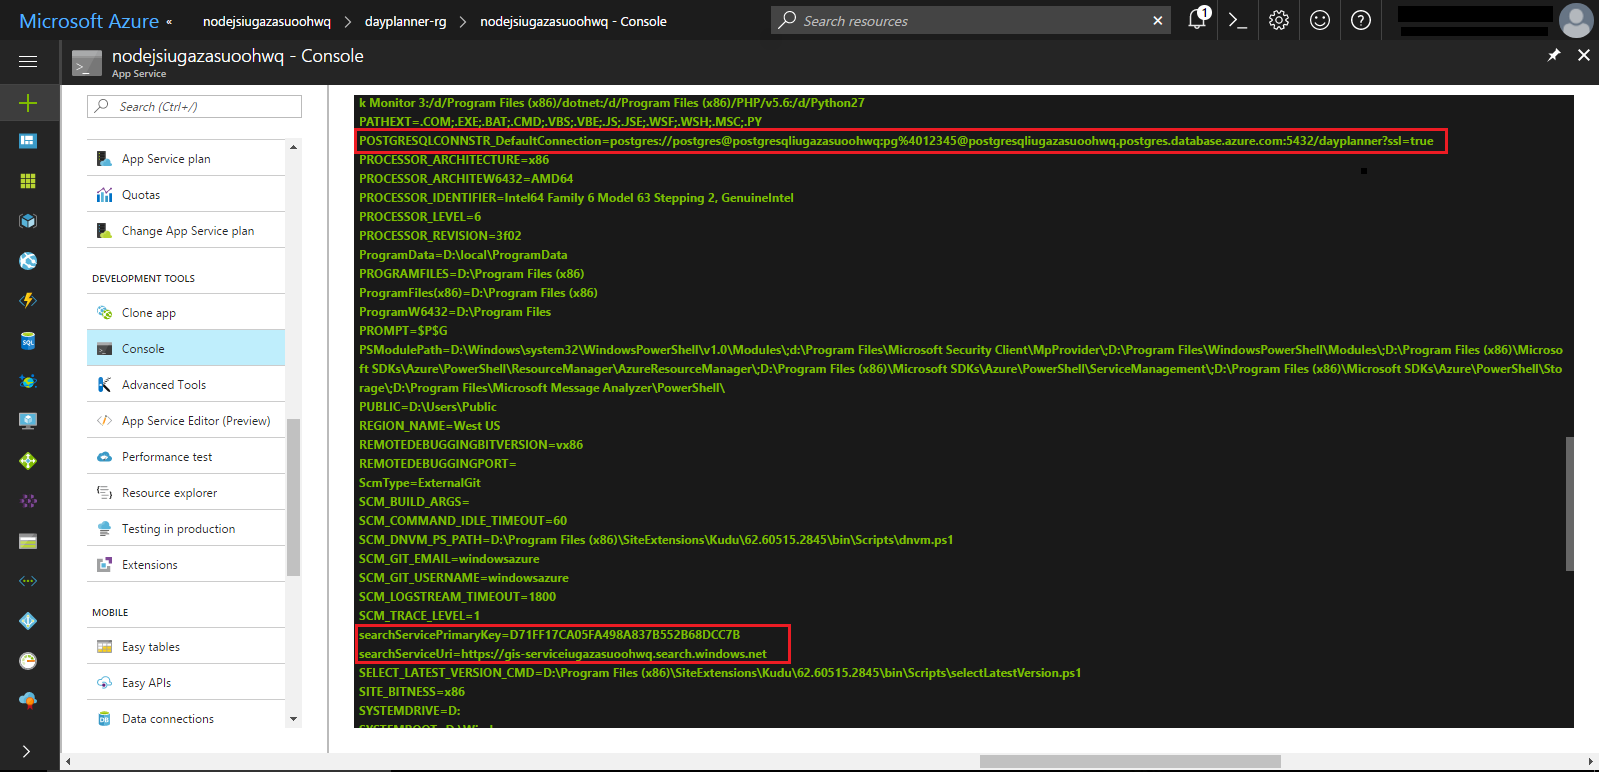 Microsoft Azure « nodejsiugazasuoohwq > dayplanner-rg > nodejsiugazasuoohwq - Console Search resources 1
nodejsiugazasuoohwq - Console
App Service
Search (Ctrl+/)
App Service plan
Quotas
Change App Service plan
DEVELOPMENT TOOLS
Clone app
Console
Advanced Tools
App Service Editor (Preview)
Performance test
Resource explorer
Testing in production
Extensions
MOBILE
Easy tables
Easy APIs
Data connections
k Monitor 3:/d/Program Files (x86)/dotnet:/d/Program Files (x86)/PHP/v5.6:/d/Python27
PATHEXT=.COM;.EXE;.BAT;.CMD;.VBS;.VBE;.JS;.JSE;.WSF;.WSH;.MSC;.PY
POSTGRESQLCONNSTR_DefaultConnection=postgres://postgres@postgresqliugazasuoohwq:pg%4012345@postgresqliugazasuoohwq.postgres.database.azure.com:5432/dayplanner?ssl=true
PROCESSOR_ARCHITECTURE=x86
PROCESSOR_ARCHITEW6432=AMD64
PROCESSOR_IDENTIFIER=Intel64 Family 6 Model 63 Stepping 2, GenuineIntel
PROCESSOR_LEVEL=6
PROCESSOR_REVISION=3f02
ProgramData=D:\local\ProgramData
PROGRAMFILES=D:\Program Files (x86)
ProgramFiles(x86)=D:\Program Files (x86)
ProgramW6432=D:\Program Files
PROMPT=$P$G
PSModulePath=D:\Windows\system32\WindowsPowerShell\v1.0\Modules\;d:\Program Files\Microsoft Security Client\MpProvider\;D:\Program Files\WindowsPowerShell\Modules\;D:\Program Files (x86)\Microso
ft SDKs\Azure\PowerShell\ResourceManager\AzureResourceManager\;D:\Program Files (x86)\Microsoft SDKs\Azure\PowerShell\ServiceManagement\;D:\Program Files (x86)\Microsoft SDKs\Azure\PowerShell\Sto
rage\;D:\Program Files\Microsoft Message Analyzer\PowerShell\
PUBLIC=D:\Users\Public
REGION_NAME=West US
REMOTEDEBUGGINGBITVERSION=vx86
REMOTEDEBUGGINGPORT=
ScmType=ExternalGit
SCM_BUILD_ARGS=
SCM_COMMAND_IDLE_TIMEOUT=60
SCM_DNVM_PS_PATH=D:\Program Files (x86)\SiteExtensions\Kudu\62.60515.2845\bin\Scripts\dnvm.ps1
SCM_GIT_EMAIL=windowsazure
SCM_GIT_USERNAME=windowsazure
SCM_LOGSTREAM_TIMEOUT=1800
SCM_TRACE_LEVEL=1
searchServicePrimaryKey=D71FF17CA05FA498A837B552B68DCC7B
searchServiceUri=https://gis-serviceiugazasuoohwq.search.windows.net
SELECT_LATEST_VERSION_CMD=D:\Program Files (x86)\SiteExtensions\Kudu\62.60515.2845\bin\Scripts\selectLatestVersion.ps1
SITE_BITNESS=x86
SYSTEMDRIVE=D: